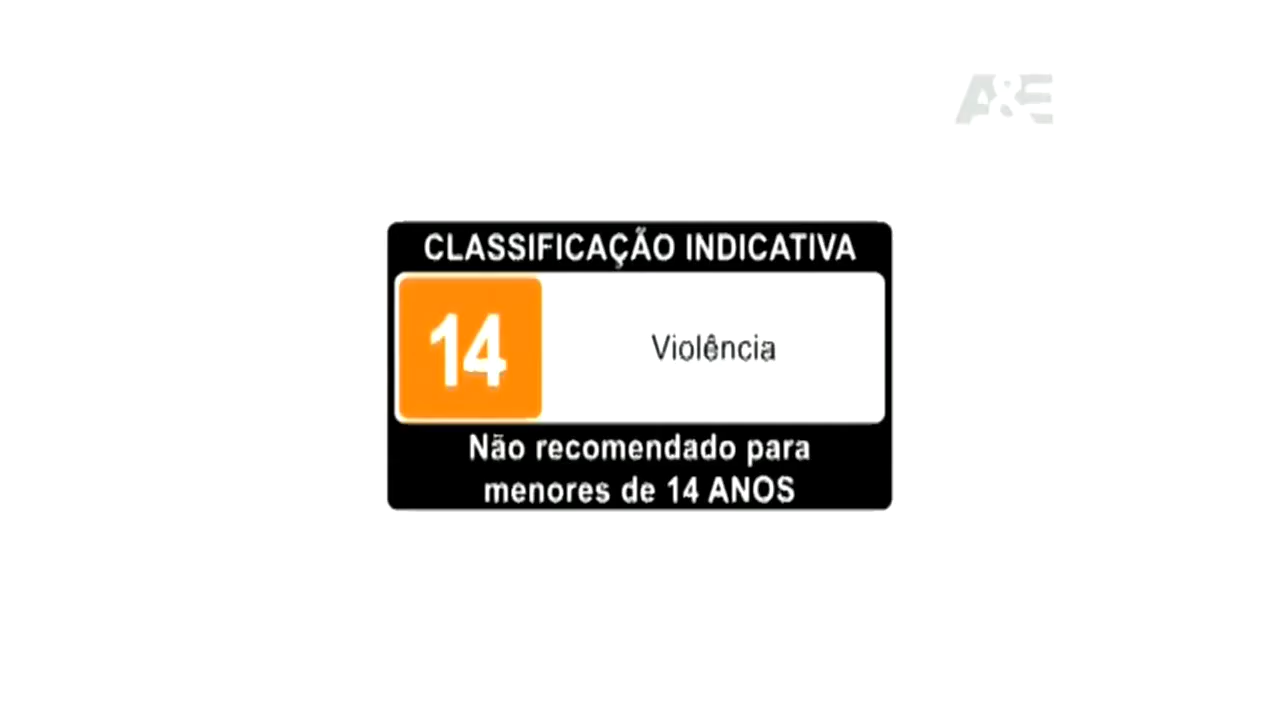 A&E
CLASSIFICAÇÃO INDICATIVA
14
Violência
Não recomendado para
menores de 14 ANOS